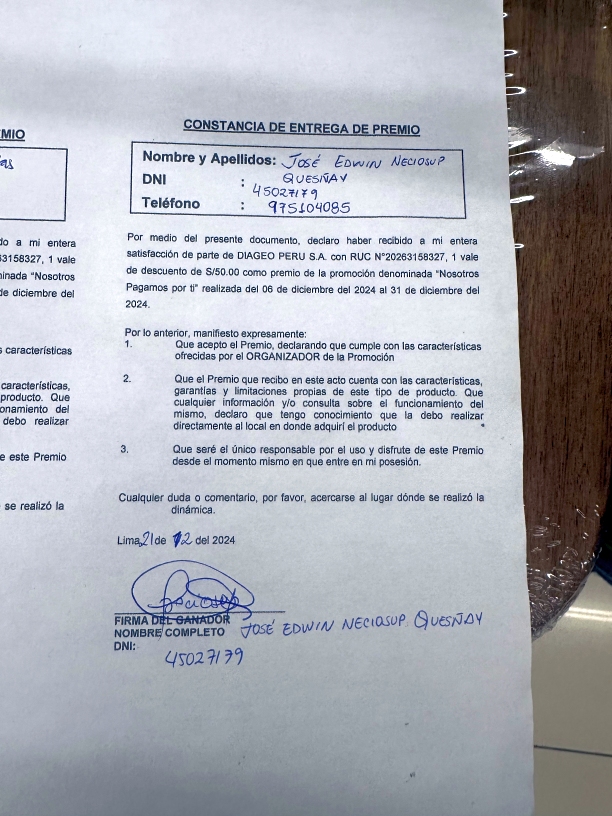 MIO
do a mi entera
63158327, 1 vale
minada "Nosotros
de diciembre del
s características
características,
producto. Que
onamiento del
debo realizar
e este Premio
se realizó la
CONSTANCIA DE ENTREGA DE PREMIO
Nombre y Apellidos: JOSÉ EDWIN NECIOSUP
QUESÑAY
DNI : 45027179
Teléfono : 975104085
Por medio del presente documento, declaro haber recibido a mi entera
satisfacción de parte de DIAGEO PERU S.A. con RUC N°20263158327, 1 vale
de descuento de S/50.00 como premio de la promoción denominada "Nosotros
Pagamos por ti" realizada del 06 de diciembre del 2024 al 31 de diciembre del
2024.
Por lo anterior, manifiesto expresamente:
1. Que acepto el Premio, declarando que cumple con las características
ofrecidas por el ORGANIZADOR de la Promoción
2. Que el Premio que recibo en este acto cuenta con las características,
garantías y limitaciones propias de este tipo de producto. Que
cualquier información y/o consulta sobre el funcionamiento del
mismo, declaro que tengo conocimiento que la debo realizar
directamente al local en donde adquirí el producto
3. Que seré el único responsable por el uso y disfrute de este Premio
desde el momento mismo en que entre en mi posesión.
Cualquier duda o comentario, por favor, acercarse al lugar dónde se realizó la
dinámica.
Lima, 21 de 12 del 2024
Neciosup
FIRMA DEL GANADOR
NOMBRE COMPLETO JOSÉ EDWIN NECIOSUP QUESÑAY
DNI: 45027179